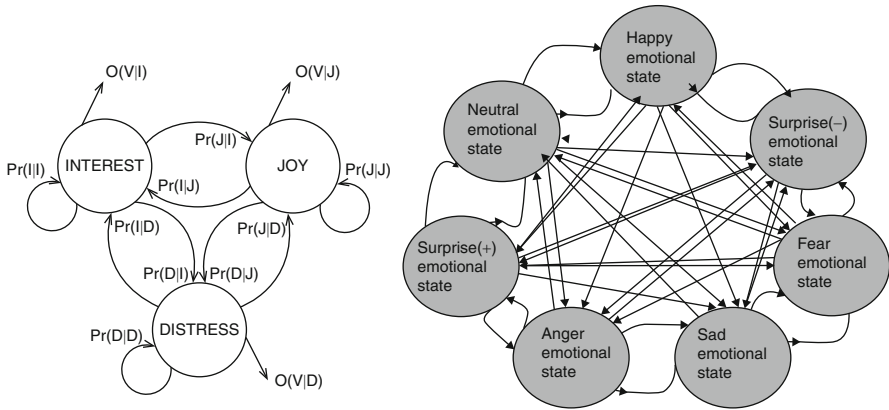 O(V|I)
O(V|J)
Pr(J|I)
INTEREST
JOY
Pr(I|I)
Pr(I|J)
Pr(J|J)
Pr(I|D)
Pr(J|D)
Pr(D|I)
Pr(D|J)
DISTRESS
Pr(D|D)
O(V|D)
Happy
emotional
state
Neutral
emotional
state
Surprise(−)
emotional
state
Surprise(+)
emotional
state
Fear
emotional
state
Anger
emotional
state
Sad
emotional
state